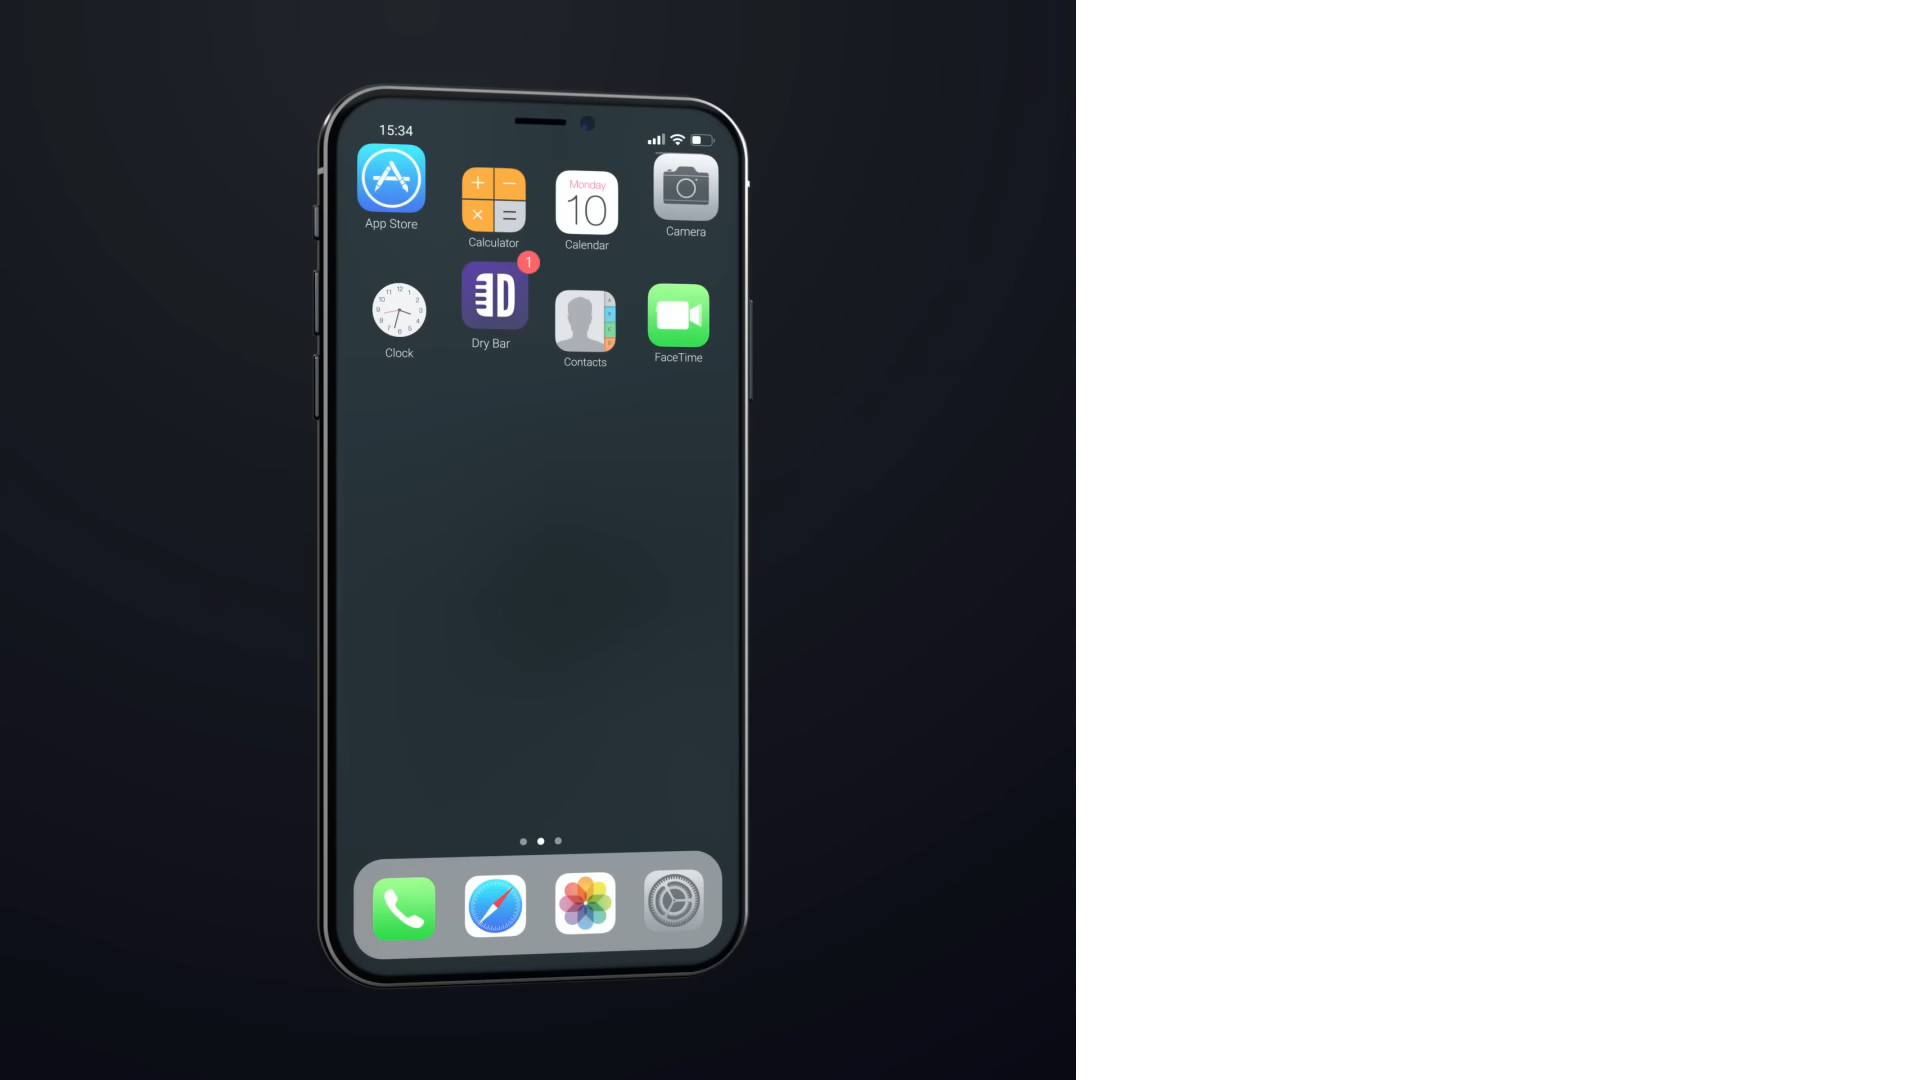 15:34
App Store
Calculator
Monday
10
Calendar
Camera
Clock
1
Dry Bar
Contacts
FaceTime